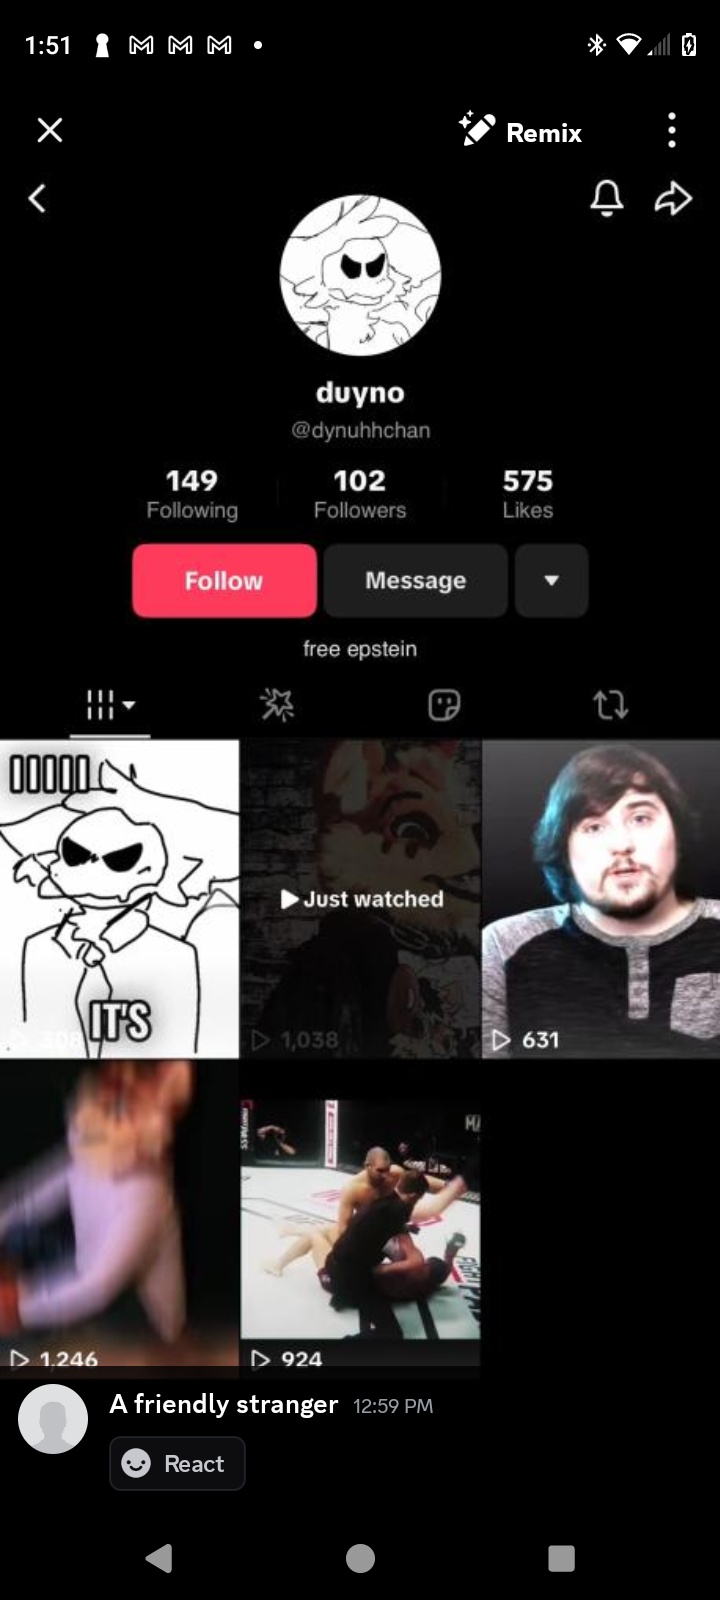 1:51
Remix
duyno
@dynuhhchan
149
Following
102
Followers
575
Likes
Follow
Message
free epstein
IT'S
308
Just watched
1,038
631
1,246
924
A friendly stranger 12:59 PM
React